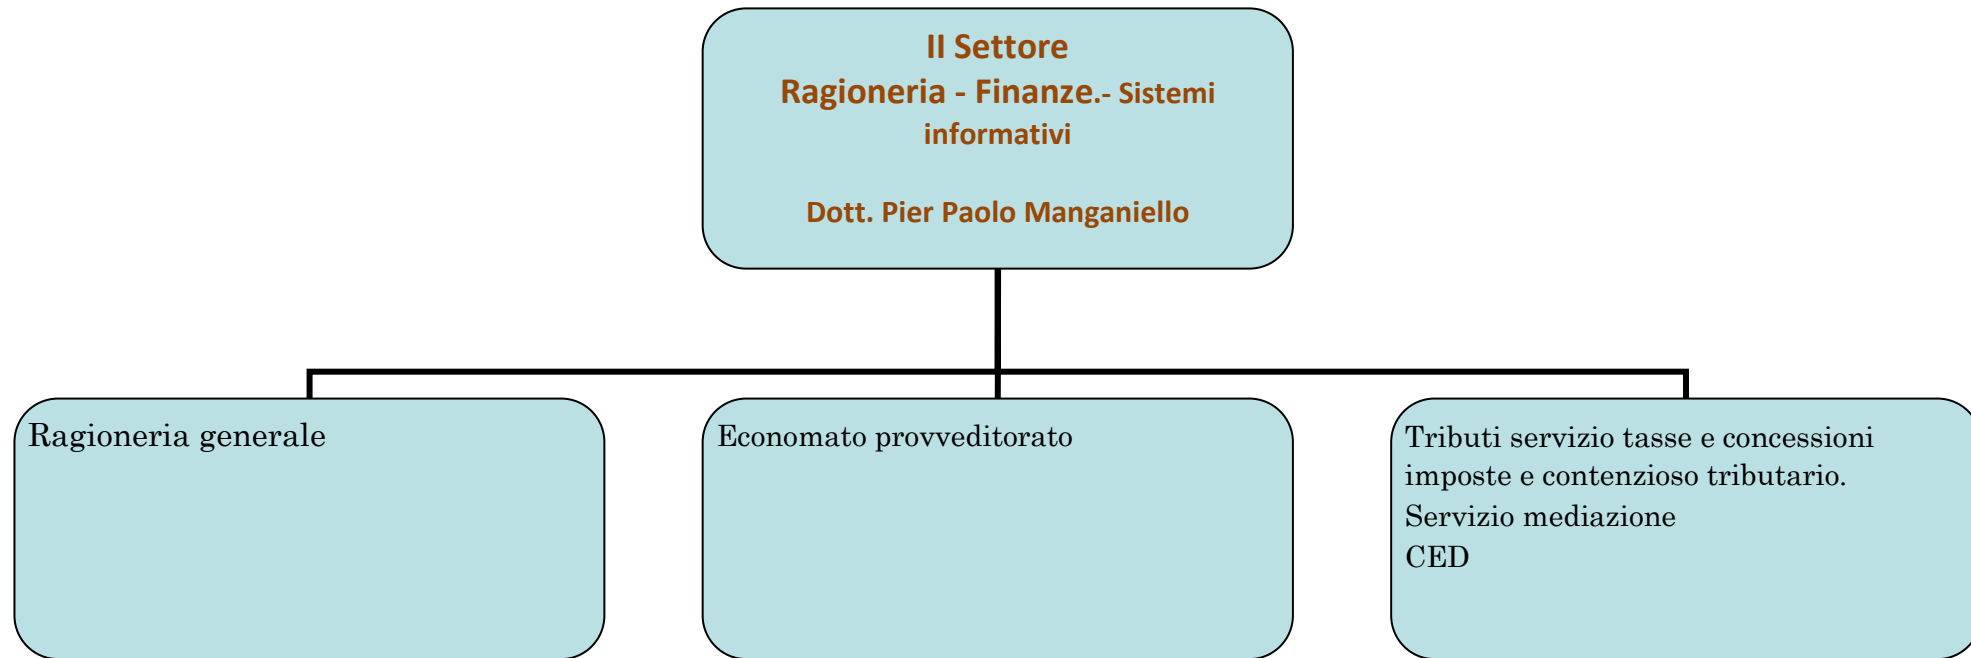 II Settore
Ragioneria - Finanze.- Sistemi
informativi
Dott. Pier Paolo Manganiello
Ragioneria generale
Economato provveditorato
Tributi servizio tasse e concessioni
imposte e contenzioso tributario.
Servizio mediazione
CED